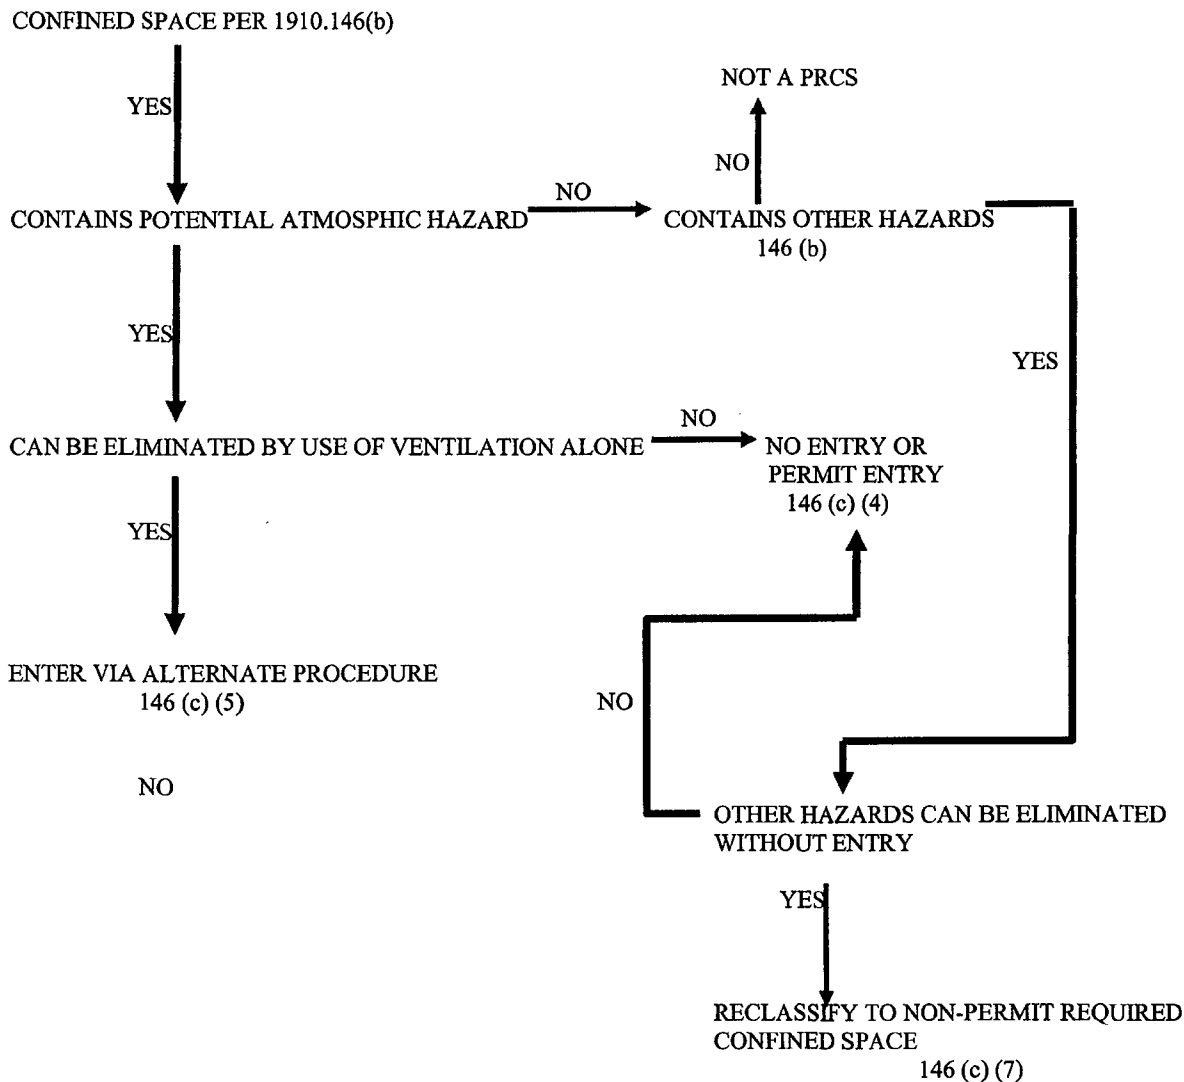 CONFINED SPACE PER 1910.146(b)
NOT A PRCS
YES
NO
NO
CONTAINS POTENTIAL ATMOSPHIC HAZARD
CONTAINS OTHER HAZARDS
146 (b)
YES
YES
NO
CAN BE ELIMINATED BY USE OF VENTILATION ALONE
NO ENTRY OR
PERMIT ENTRY
146 (c) (4)
YES
ENTER VIA ALTERNATE PROCEDURE
146 (c) (5)
NO
NO
OTHER HAZARDS CAN BE ELIMINATED
WITHOUT ENTRY
YES
RECLASSIFY TO NON-PERMIT REQUIRED
CONFINED SPACE
146 (c) (7)